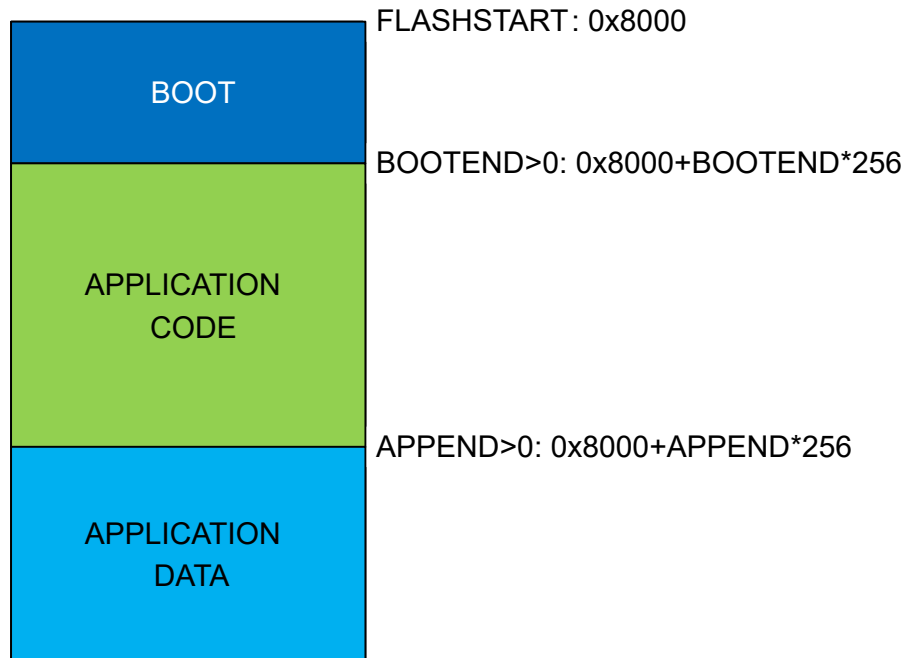 FLASHSTART: 0x8000
BOOT
BOOTEND>0: 0x8000+BOOTEND*256
APPLICATION
CODE
APPEND>0: 0x8000+APPEND*256
APPLICATION
DATA